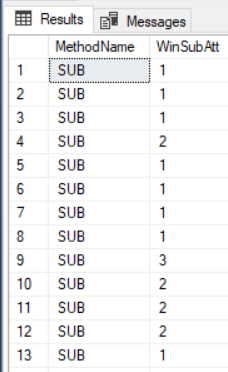 Results Messages
MethodName WinSubAtt
1 SUB 1
2 SUB 1
3 SUB 1
4 SUB 2
5 SUB 1
6 SUB 1
7 SUB 1
8 SUB 1
9 SUB 3
10 SUB 2
11 SUB 2
12 SUB 2
13 SUB 1